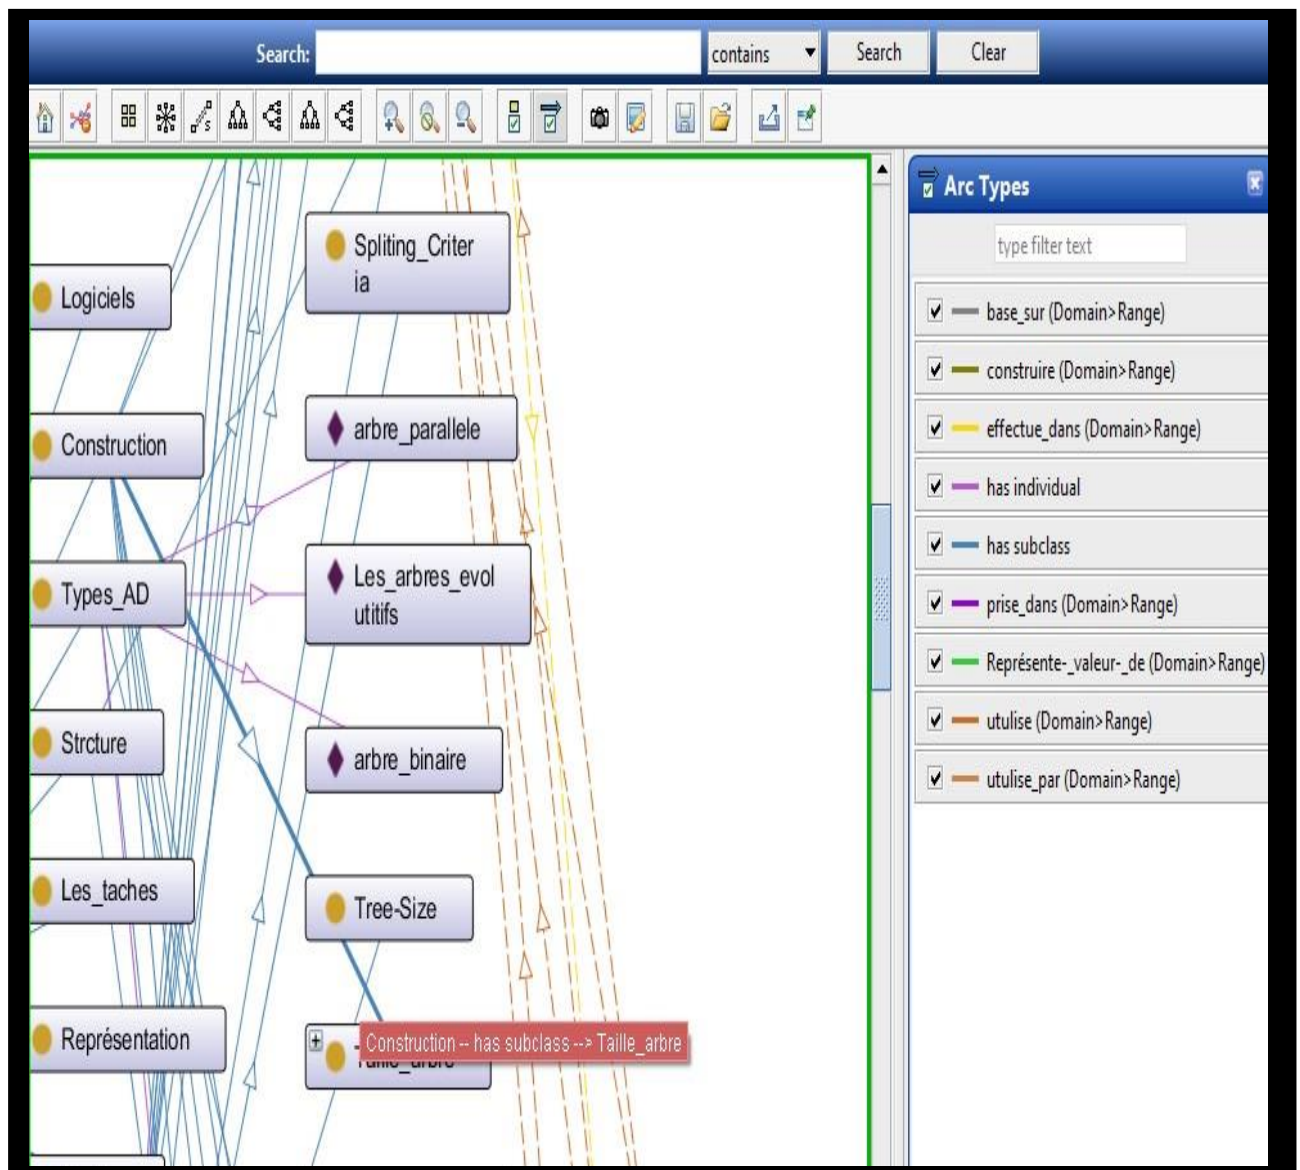 Search:
contains
Search
Clear
Arc Types
type filter text
base_sur (Domain>Range)
construire (Domain>Range)
effectue_dans (Domain>Range)
has individual
has subclass
prise_dans (Domain>Range)
Représente-_valeur-_de (Domain>Range)
utulise (Domain>Range)
utulise_par (Domain>Range)
Logiciels
Construction
Types_AD
Strcture
Les_taches
Représentation
Spliting_Criter
ia
arbre_parallele
Les_arbres_evol
utitifs
arbre_binaire
Tree-Size
Taille_arbre
Construction -- has subclass --> Taille_arbre